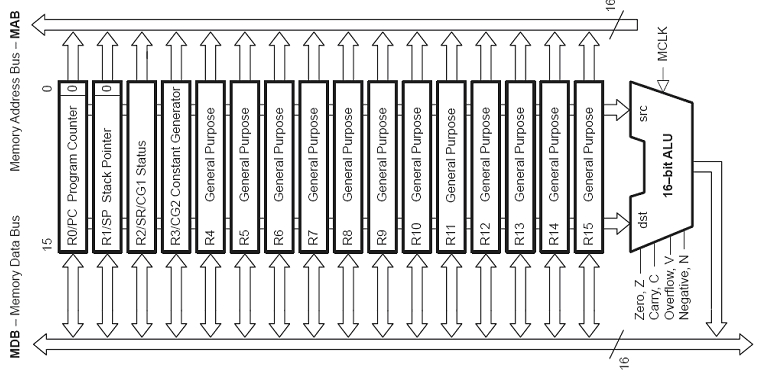 MDB – Memory Data Bus
Memory Address Bus – MAB
16
15
0
R0/PC Program Counter
0
R1/SP Stack Pointer
0
R2/SR/CG1 Status
R3/CG2 Constant Generator
R4 General Purpose
R5 General Purpose
R6 General Purpose
R7 General Purpose
R8 General Purpose
R9 General Purpose
R10 General Purpose
R11 General Purpose
R12 General Purpose
R13 General Purpose
R14 General Purpose
R15 General Purpose
MCLK
src
dst
16–bit ALU
Zero, Z
Carry, C
Overflow, V
Negative, N
16